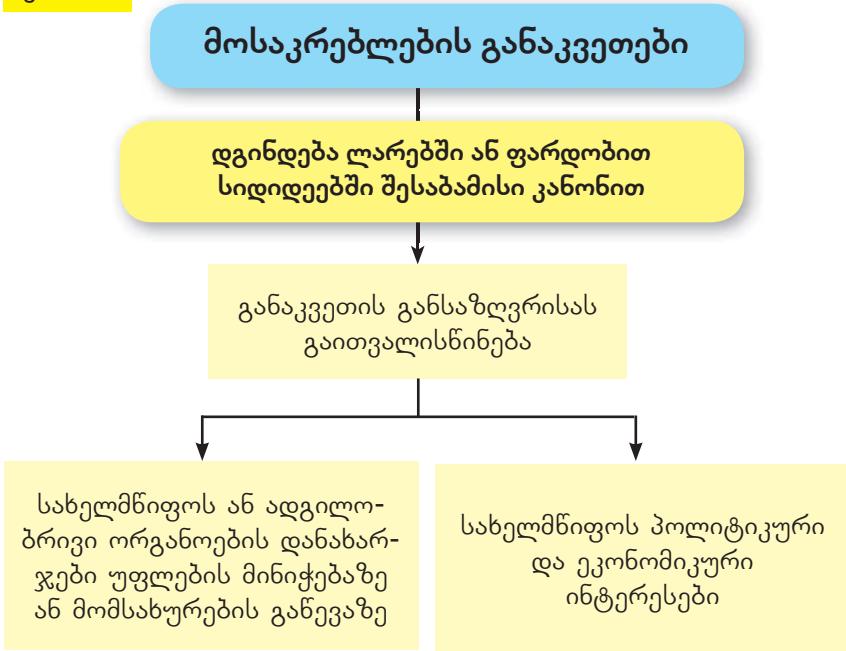 მოსაკრებლების განაკვეთები
დგინდება ლარებში ან ფარდობით
სიდიდეებში შესაბამისი კანონით
განაკვეთის განსაზღვრისას
გაითვალისწინება
სახელმწიფოს ან ადგილო-
ბრივი ორგანოების დანახარ-
ჯები უფლების მინიჭებაზე
ან მომსახურების გაწევაზე
სახელმწიფოს პოლიტიკური
და ეკონომიკური
ინტერესები